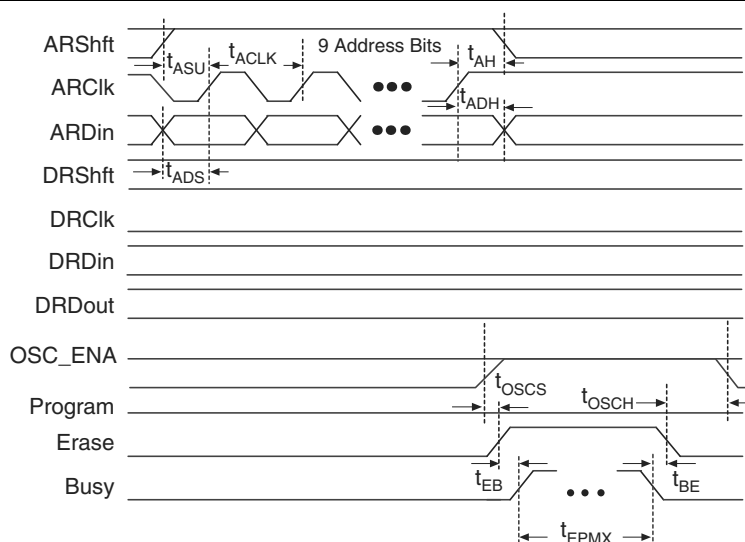 ARShft
tASU
tACLK
9 Address Bits
tAH
ARClk
tADH
ARDin
tADS
DRShft
DRClk
DRDin
DRDout
OSC_ENA
tOSCS
tOSCH
Program
Erase
tEB
tBE
Busy
tEPMX